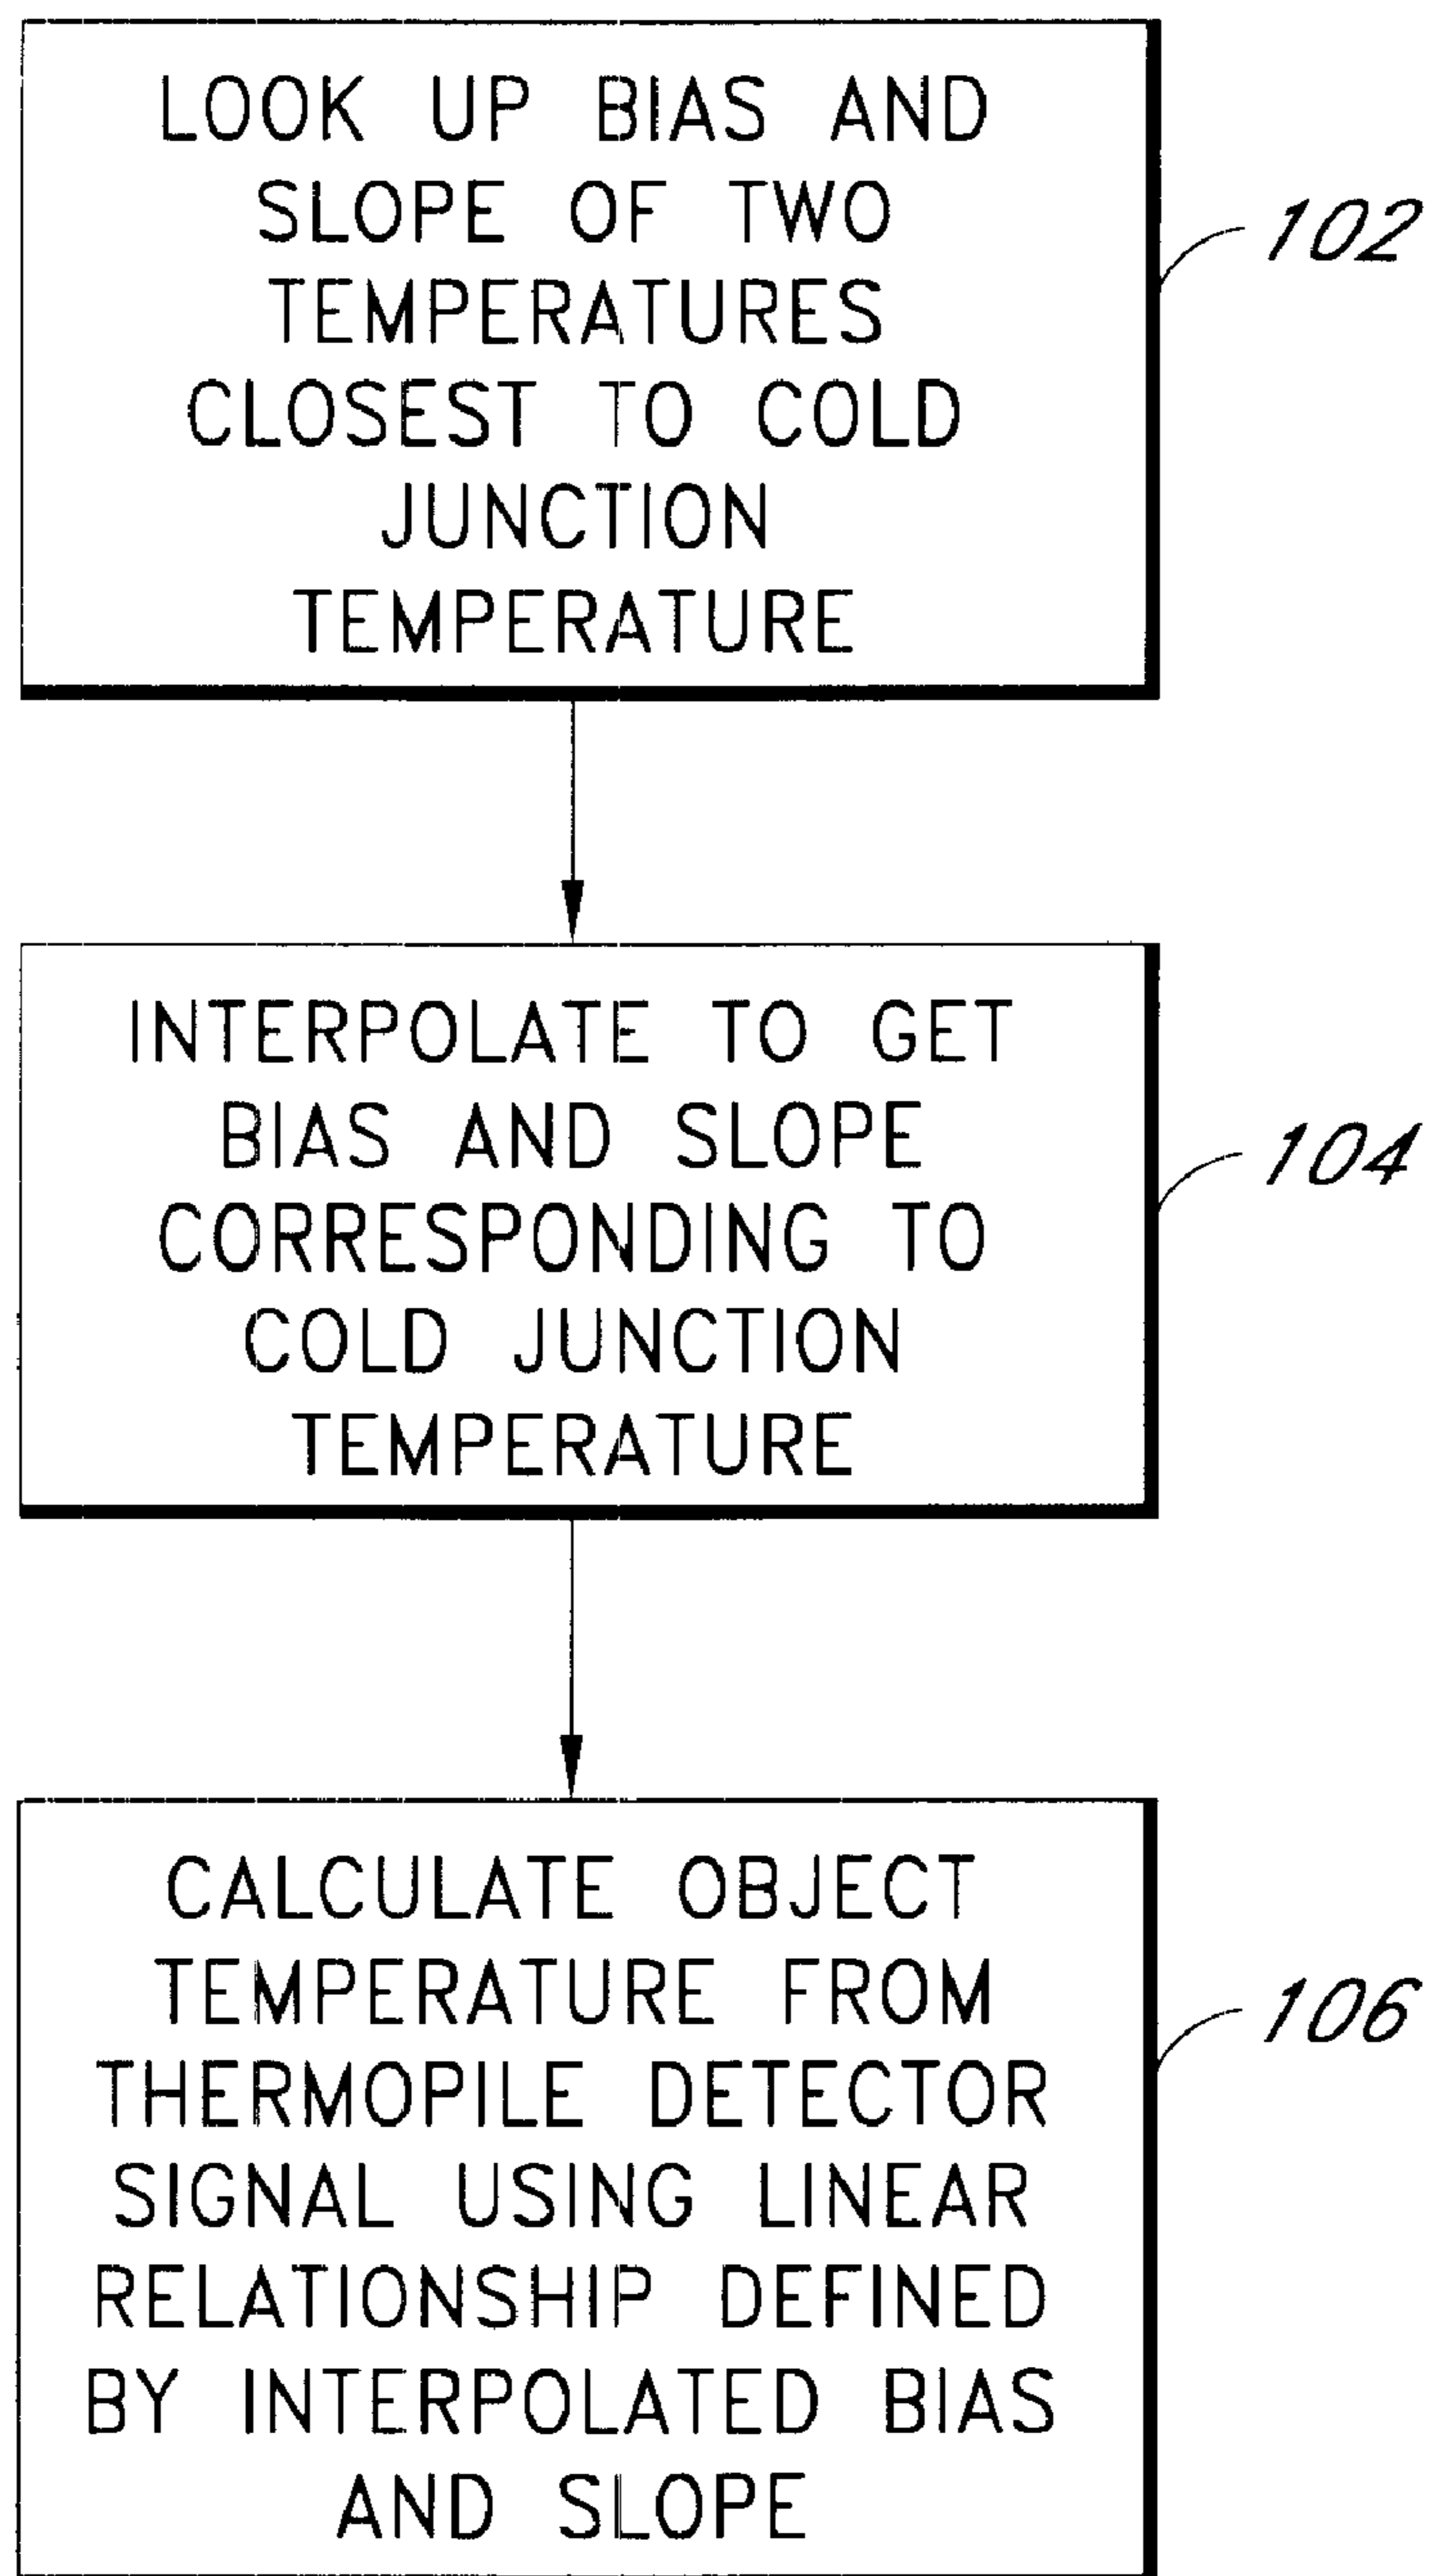 LOOK UP BIAS AND
SLOPE OF TWO
TEMPERATURES
CLOSEST TO COLD
JUNCTION
TEMPERATURE
102
INTERPOLATE TO GET
BIAS AND SLOPE
CORRESPONDING TO
COLD JUNCTION
TEMPERATURE
104
CALCULATE OBJECT
TEMPERATURE FROM
THERMOPILE DETECTOR
SIGNAL USING LINEAR
RELATIONSHIP DEFINED
BY INTERPOLATED BIAS
AND SLOPE
106